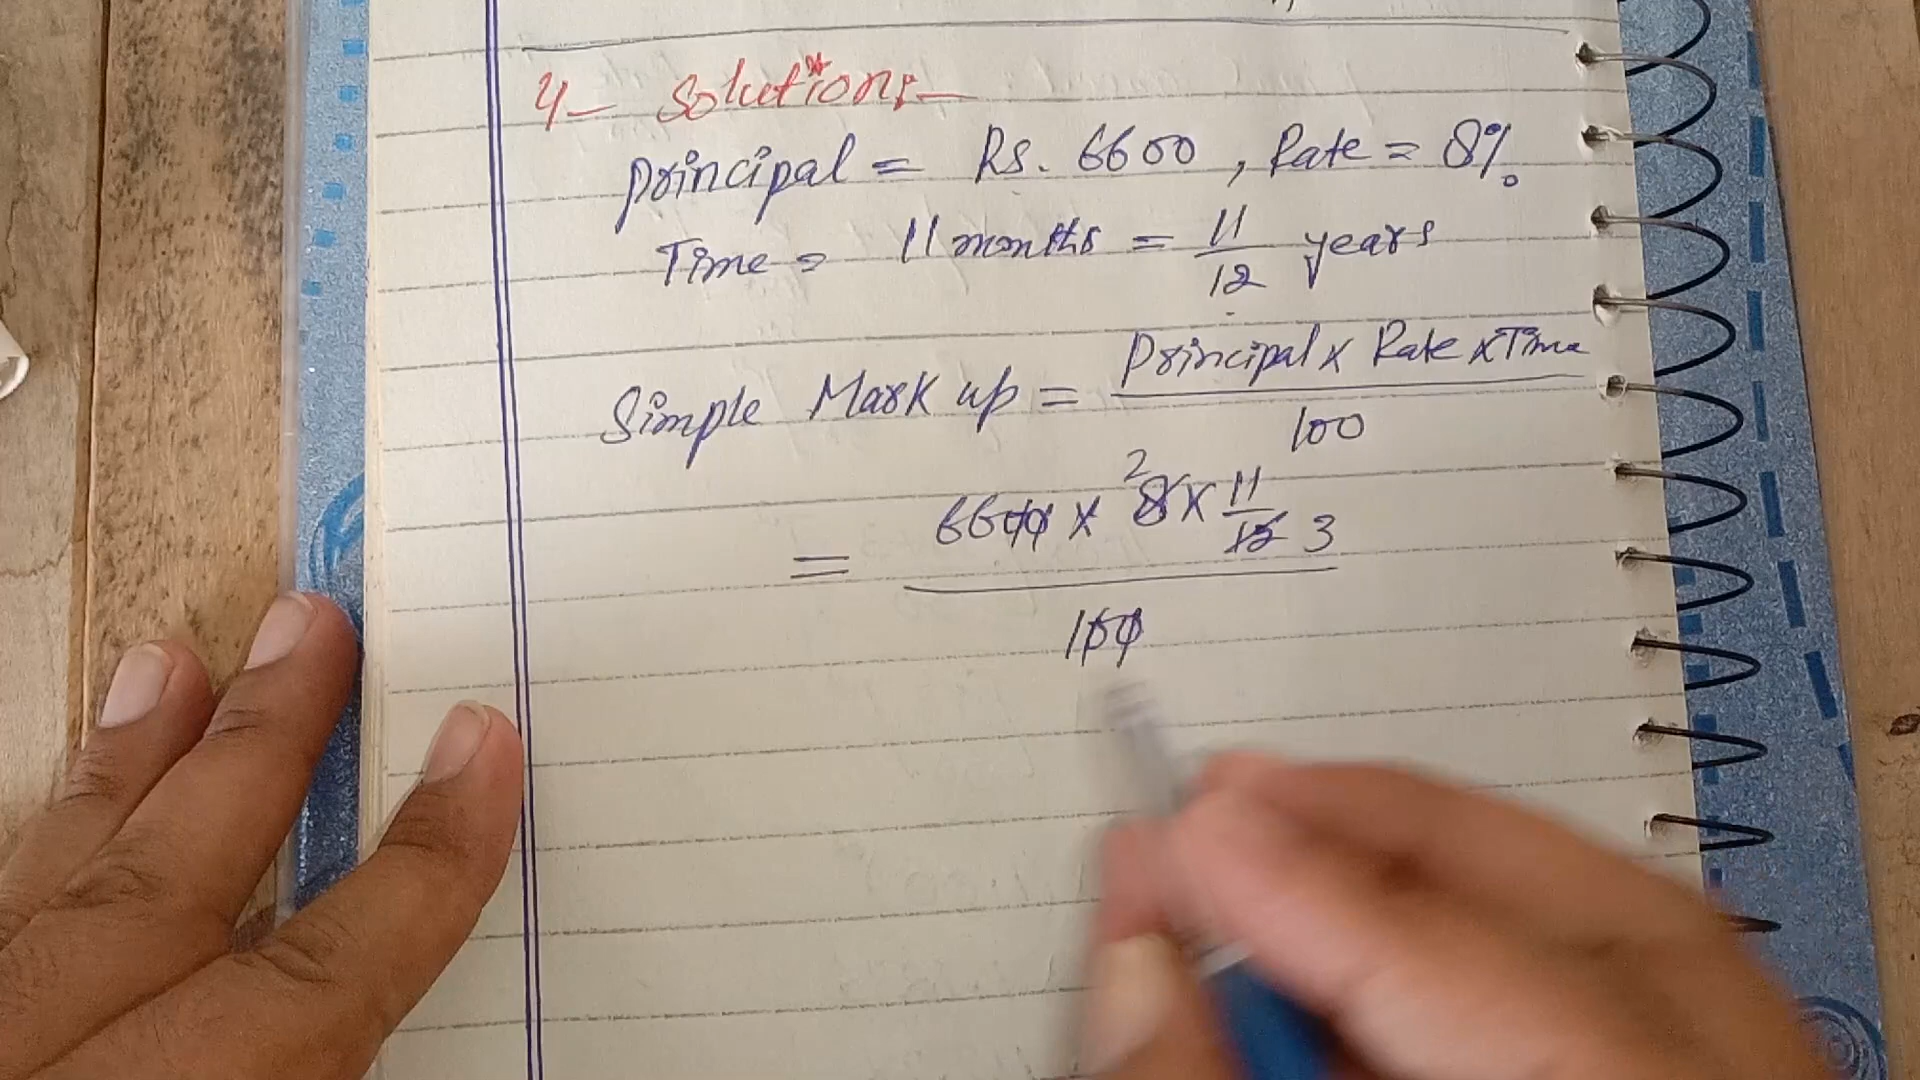 4- Solution:-
Principal = Rs. 6600, Rate = 8%
Time = 11 months = 11/12 years
Simple Mark up = Principal x Rate x Time / 100
= 6600 x 2 8 x 11/12 3 / 100